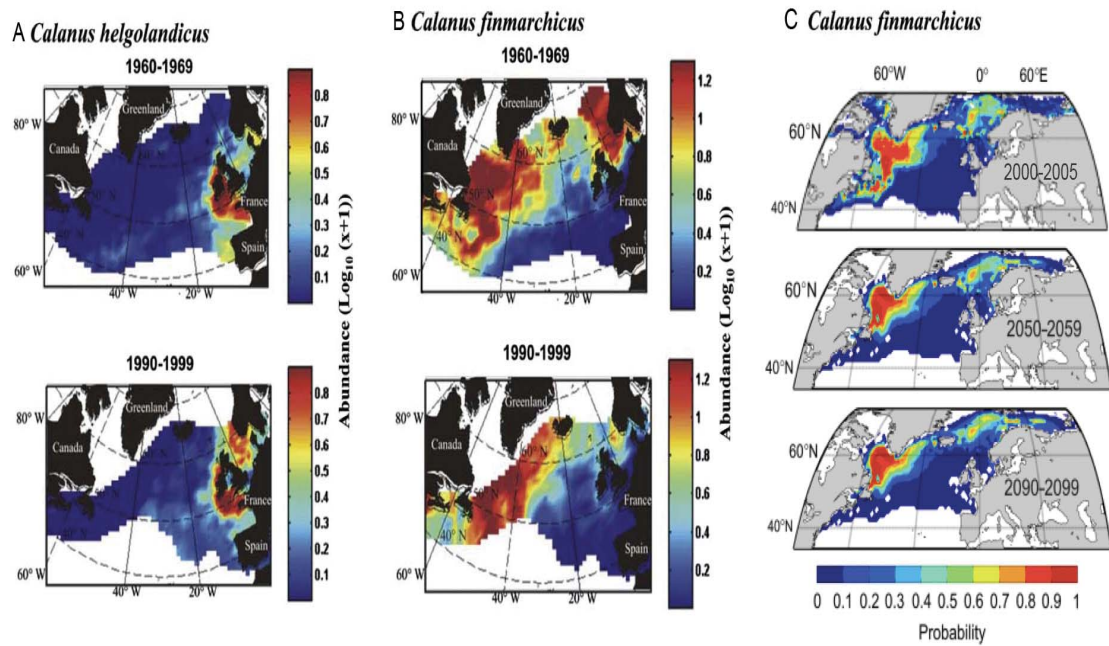 A Calanus helgolandicus
1960-1969
80° W
60° W
40° W
20° W
60° N
50° N
Canada
Greenland
France
Spain
0.8
0.7
0.6
0.5
0.4
0.3
0.2
0.1
1990-1999
80° W
60° W
40° W
20° W
Canada
Greenland
France
Spain
0.8
0.7
0.6
0.5
0.4
0.3
0.2
0.1
Abundance (Log₁₀ (x+1))
B Calanus finmarchicus
1960-1969
80° W
60° W
40° W
20° W
60° N
50° N
40° N
Canada
Greenland
France
Spain
1.2
1
0.8
0.6
0.4
0.2
1990-1999
80° W
60° W
40° W
20° W
60° N
40° N
Canada
Greenland
France
Spain
1.2
1
0.8
0.6
0.4
0.2
Abundance (Log₁₀ (x+1))
C Calanus finmarchicus
60°W
0°
60°E
60°N
40°N
2000-2005
60°N
40°N
2050-2059
60°N
40°N
2090-2099
0 0.1 0.2 0.3 0.4 0.5 0.6 0.7 0.8 0.9 1
Probability